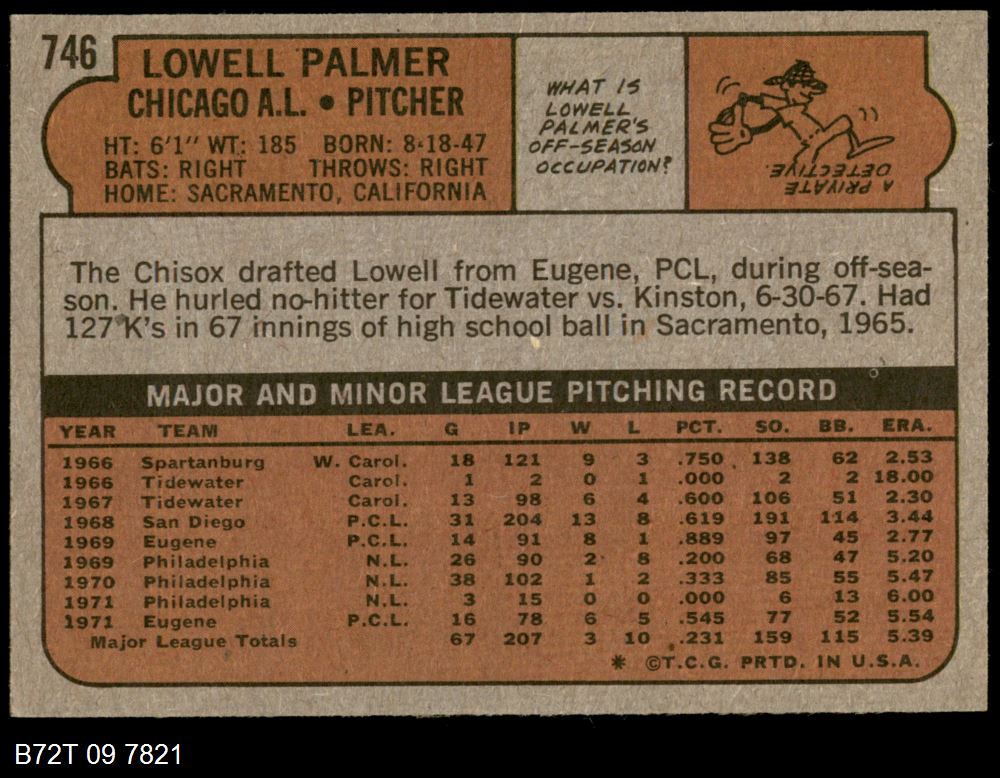 746
LOWELL PALMER
CHICAGO A.L. • PITCHER
HT: 6'1" WT: 185 BORN: 8-18-47
BATS: RIGHT THROWS: RIGHT
HOME: SACRAMENTO, CALIFORNIA
WHAT IS
LOWELL
PALMER'S
OFF-SEASON
OCCUPATION?
A PRIVATE
DETECTIVE.
The Chisox drafted Lowell from Eugene, PCL, during off-sea-
son. He hurled no-hitter for Tidewater vs. Kinston, 6-30-67. Had
127 K's in 67 innings of high school ball in Sacramento, 1965.
MAJOR AND MINOR LEAGUE PITCHING RECORD
YEAR TEAM LEA. G IP W L PCT. SO. BB. ERA.
1966 Spartanburg W. Carol. 18 121 9 3 .750 138 62 2.53
1966 Tidewater Carol. 1 2 0 1 .000 2 2 18.00
1967 Tidewater Carol. 13 98 6 4 .600 106 51 2.30
1968 San Diego P.C.L. 31 204 13 8 .619 191 114 3.44
1969 Eugene P.C.L. 14 91 8 1 .889 97 45 2.77
1969 Philadelphia N.L. 26 90 2 8 .200 68 47 5.20
1970 Philadelphia N.L. 38 102 1 2 .333 85 55 5.47
1971 Philadelphia N.L. 3 15 0 0 .000 6 13 6.00
1971 Eugene P.C.L. 16 78 6 5 .545 77 52 5.54
Major League Totals 67 207 3 10 .231 159 115 5.39
* ©T.C.G. PRTD. IN U.S.A.
B72T 09 7821